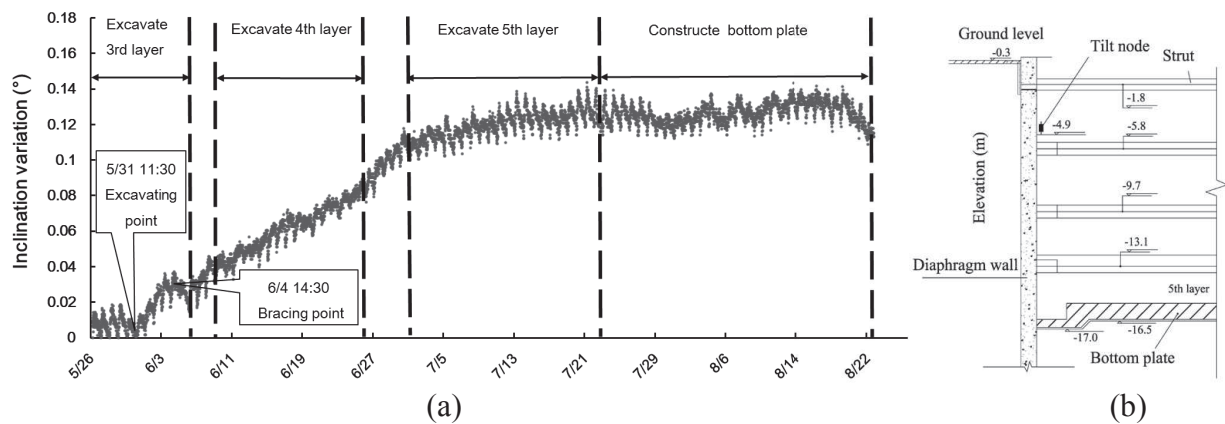 Inclination variation (°)
0.18
0.16
0.14
0.12
0.1
0.08
0.06
0.04
0.02
0
Excavate
3rd layer
Excavate 4th layer
Excavate 5th layer
Constructe bottom plate
5/31 11:30
Excavating
point
6/4 14:30
Bracing point
5/26
6/3
6/11
6/19
6/27
7/5
7/13
7/21
7/29
8/6
8/14
8/22
(a)
Ground level
-0.3
Tilt node
Strut
-1.8
-4.9
-5.8
Elevation (m)
-9.7
-13.1
Diaphragm wall
5th layer
-16.5
-17.0
Bottom plate
(b)